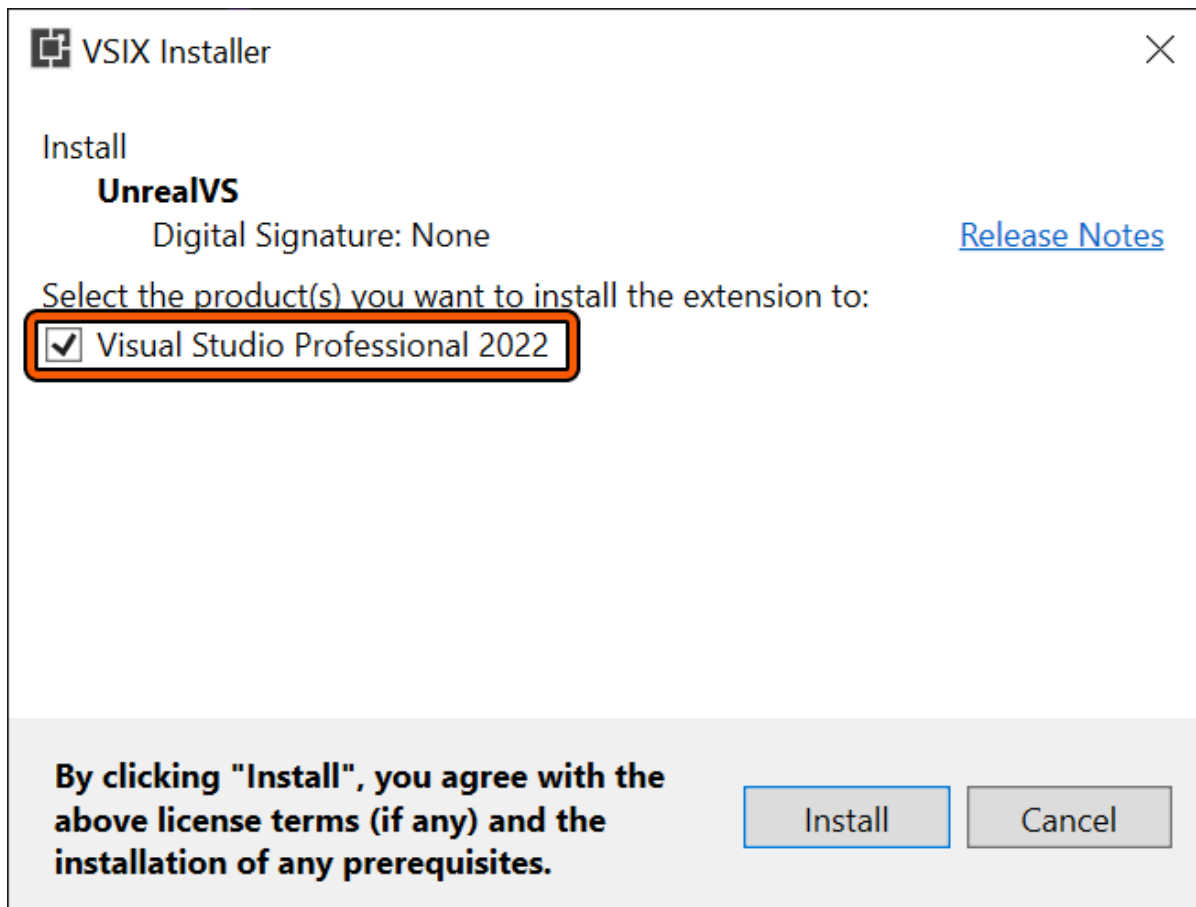 VSIX Installer
Install
UnrealVS
Digital Signature: None
Release Notes
Select the product(s) you want to install the extension to:
Visual Studio Professional 2022
By clicking "Install", you agree with the
above license terms (if any) and the
installation of any prerequisites.
Install
Cancel